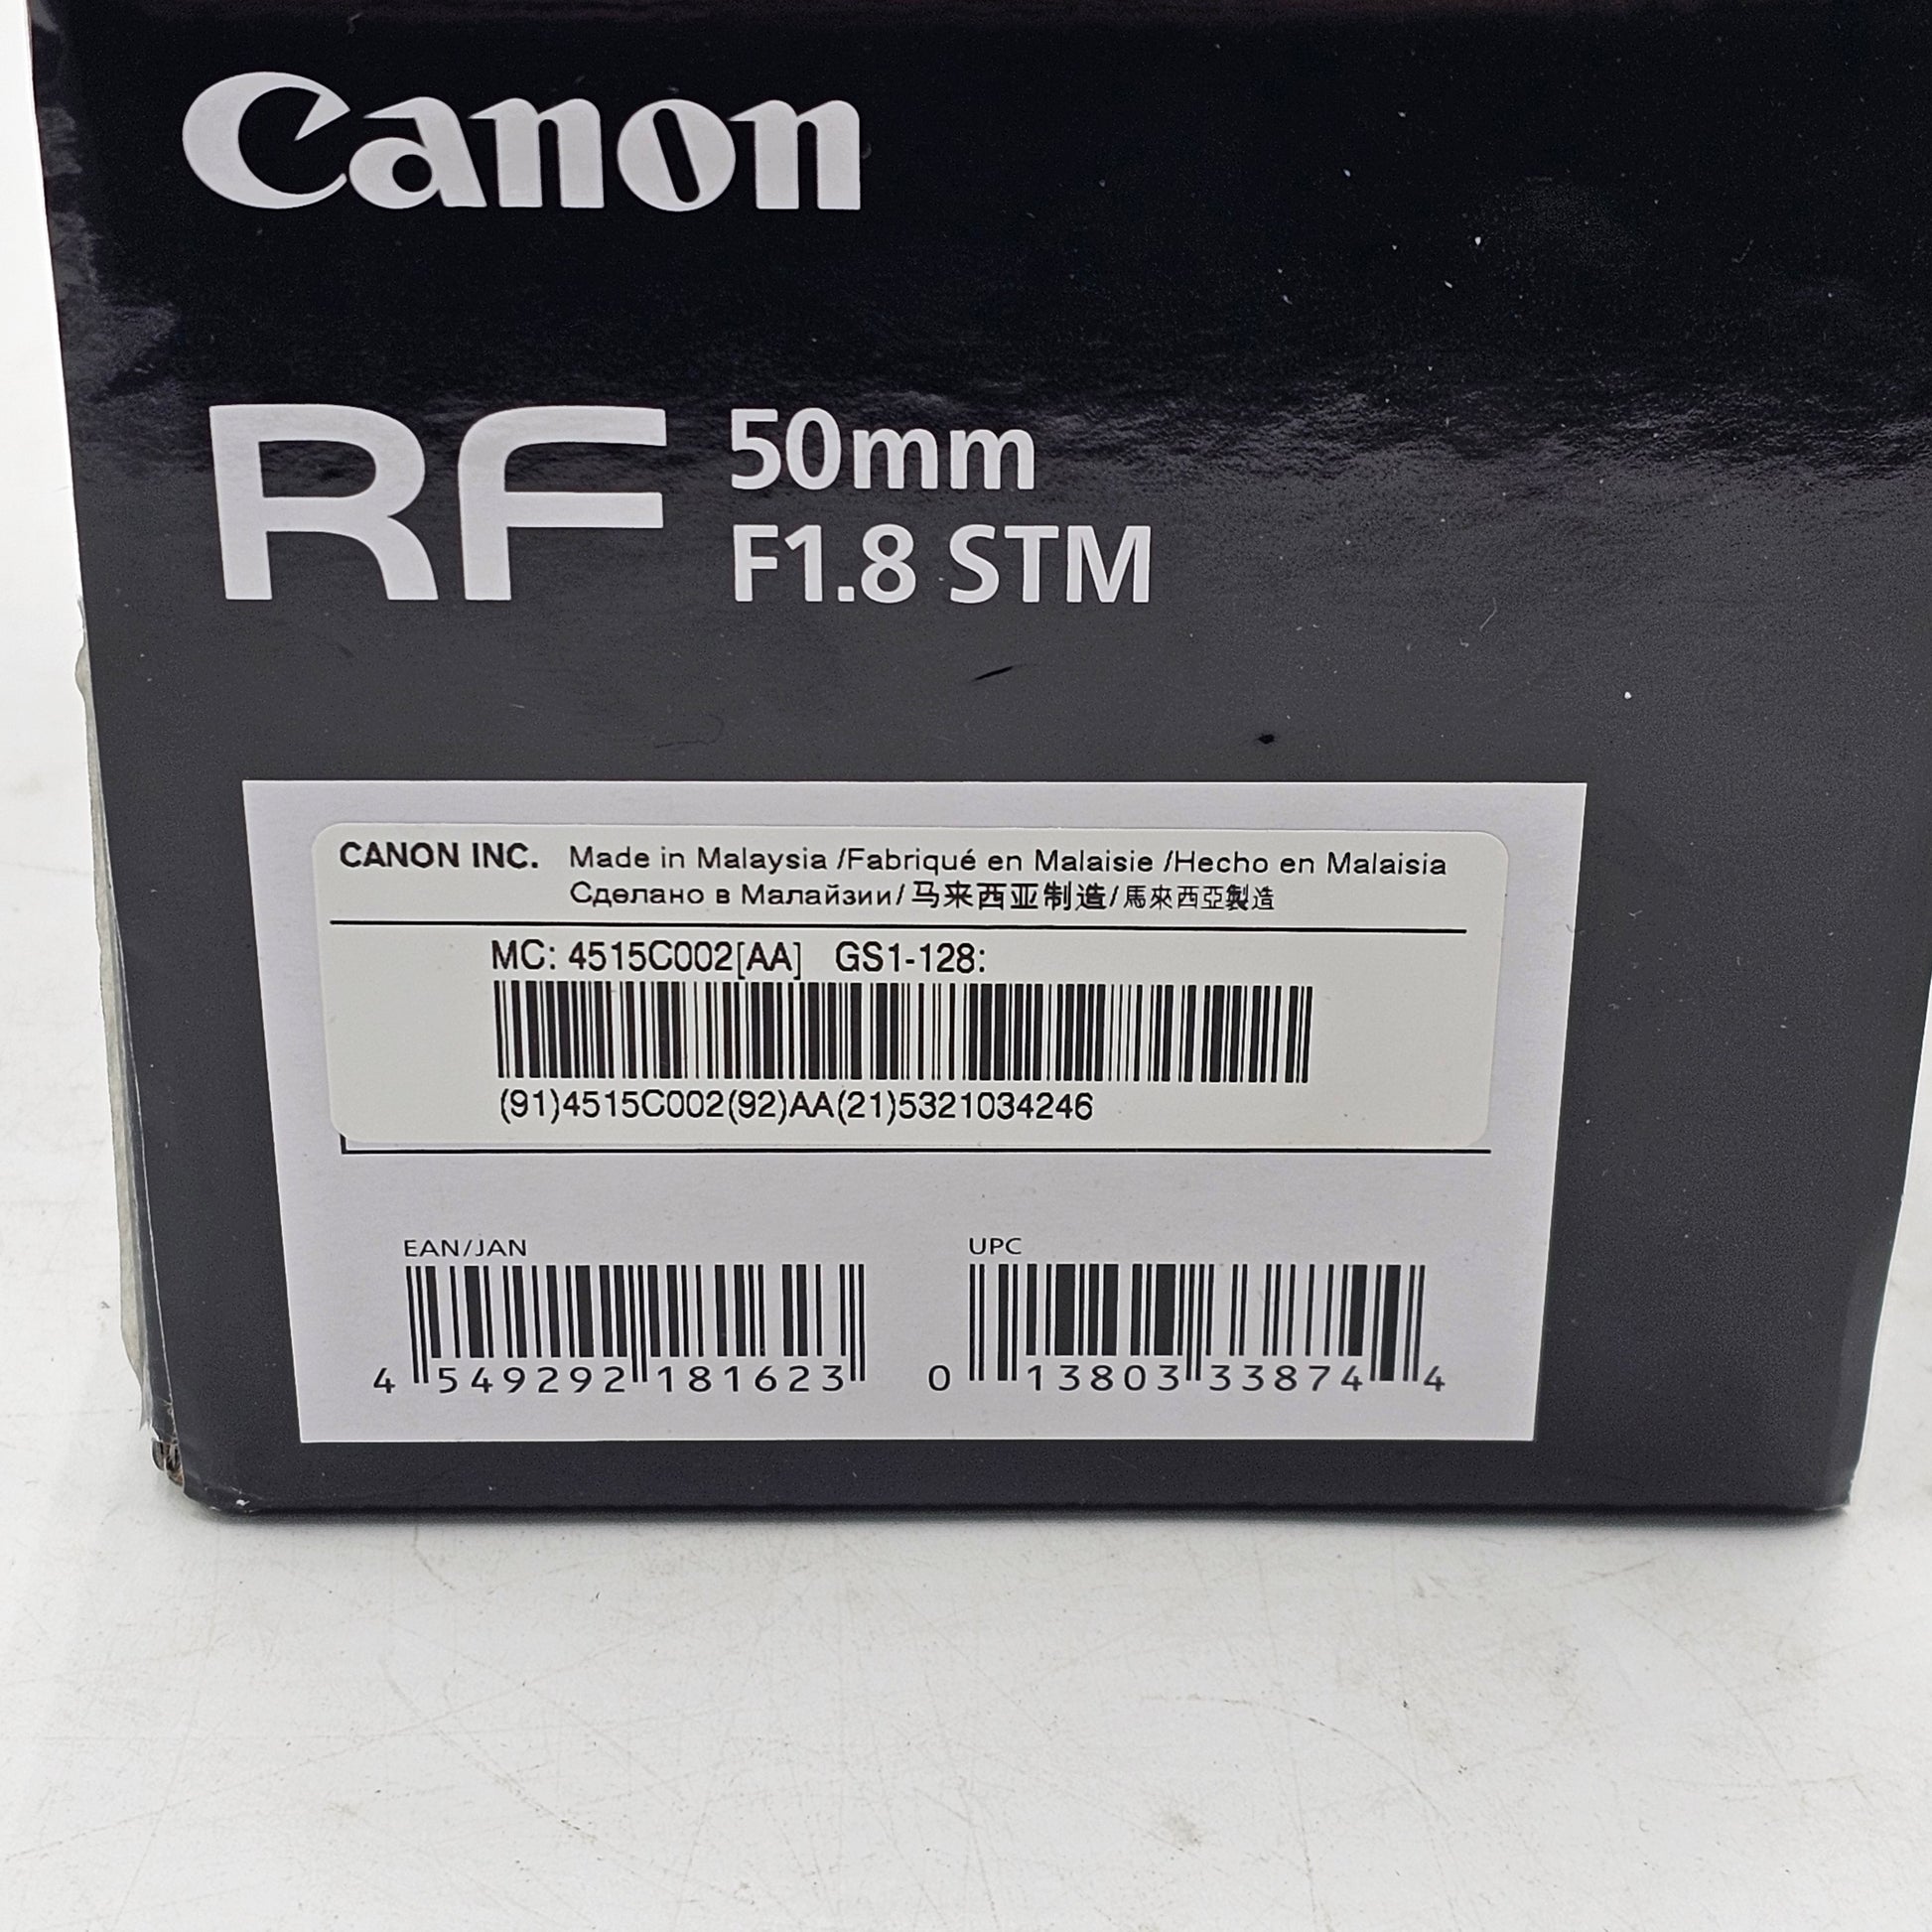 Canon
RF 50mm
F1.8 STM
CANON INC. Made in Malaysia /Fabriqué en Malaisie /Hecho en Malaisia
Сделано в Малайзии/马来西亚制造/馬來西亞製造
MC: 4515C002[AA] GS1-128:
(91)4515C002(92)AA(21)5321034246
EAN/JAN UPC
4 549292 181623 0 13803 33874 4